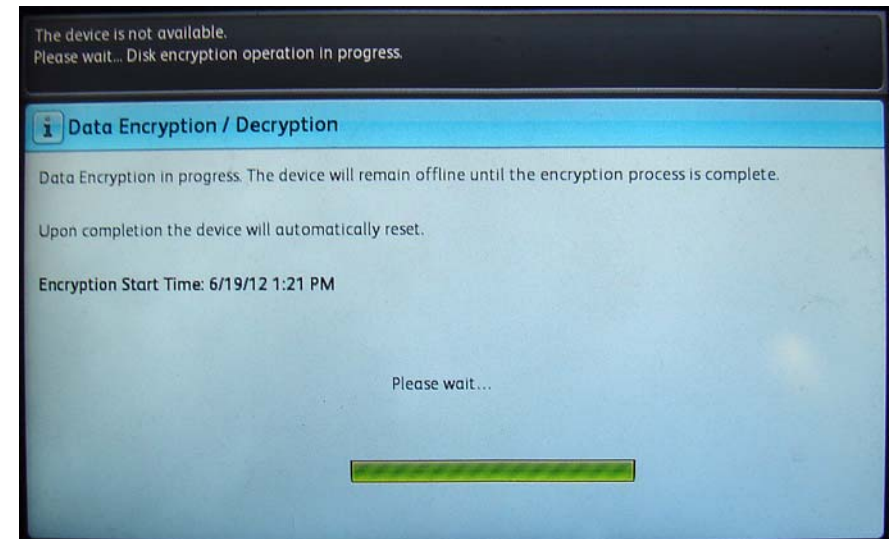 The device is not available.
Please wait... Disk encryption operation in progress.
i Data Encryption / Decryption
Data Encryption in progress. The device will remain offline until the encryption process is complete.
Upon completion the device will automatically reset.
Encryption Start Time: 6/19/12 1:21 PM
Please wait...